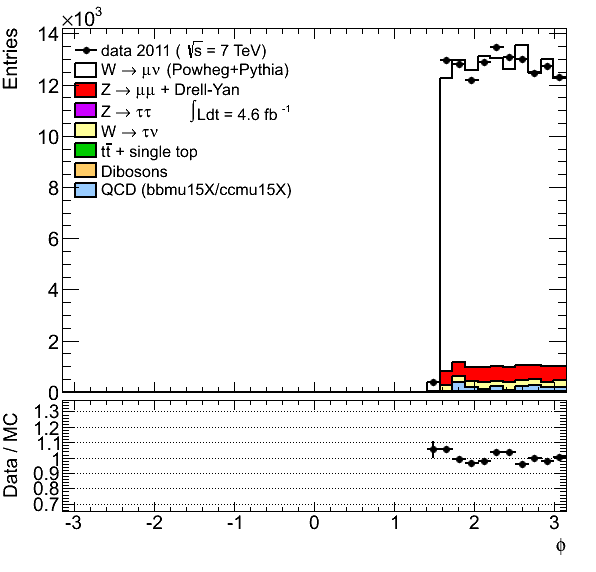 ×10³
Entries
14
12
10
8
6
4
2
0
data 2011 ( √s = 7 TeV)
W → μν (Powheg+Pythia)
Z → μμ + Drell-Yan
Z → ττ
∫Ldt = 4.6 fb⁻¹
W → τν
tt̄ + single top
Dibosons
QCD (bbmu15X/ccmu15X)
Data / MC
1.3
1.2
1.1
1
0.9
0.8
0.7
-3 -2 -1 0 1 2 3
ϕ